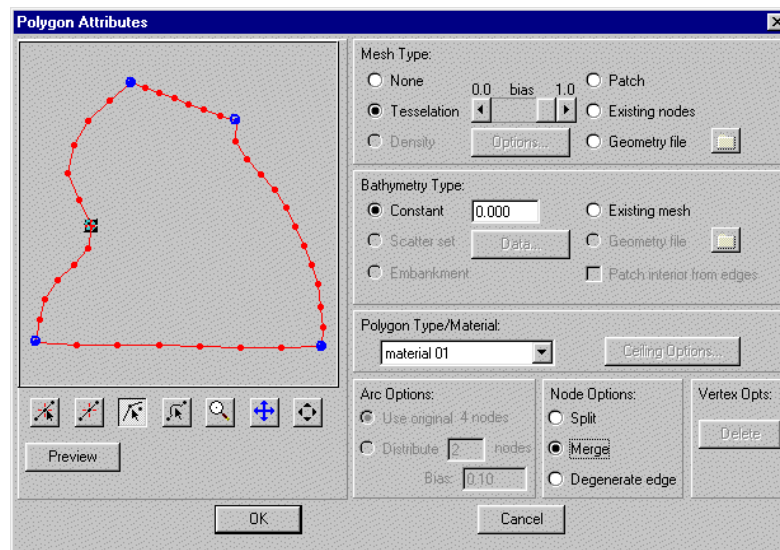 Polygon Attributes
Mesh Type:
None
0.0 bias 1.0
Patch
Tesselation
Existing nodes
Density
Options...
Geometry file
Bathymetry Type:
Constant
0.000
Existing mesh
Scatter set
Data...
Geometry file
Embankment
Patch interior from edges
Polygon Type/Material:
material 01
Ceiling Options...
Arc Options:
Use original 4 nodes
Distribute 2 nodes
Bias: 0.10
Node Options:
Split
Merge
Degenerate edge
Vertex Opts:
Delete
Preview
OK
Cancel